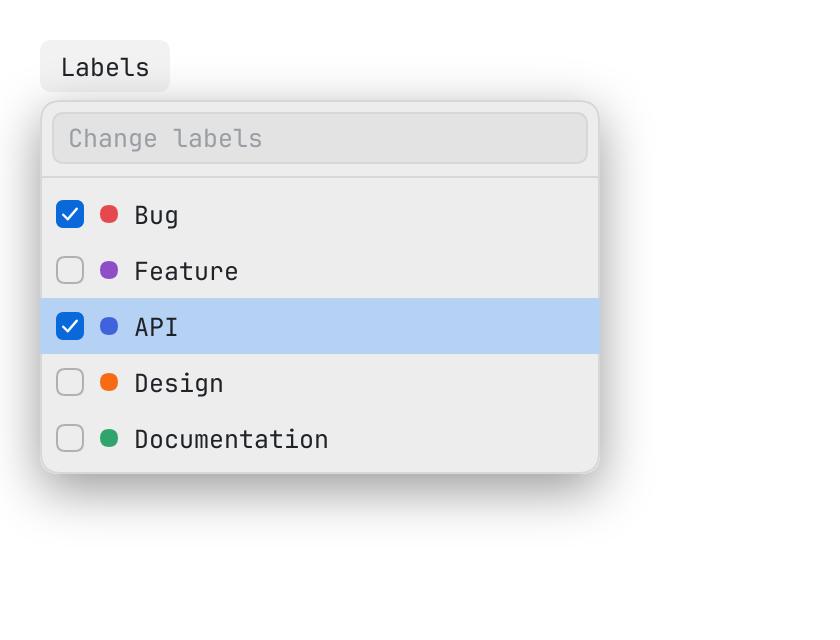 Labels
Change labels
Bug
Feature
API
Design
Documentation